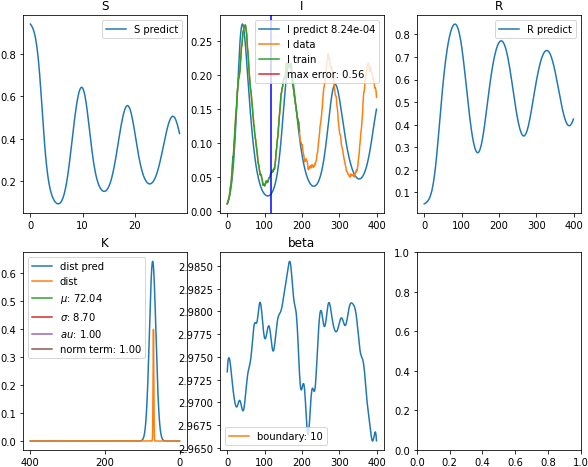 S
I
R
S predict
I predict 8.24e-04
I data
I train
max error: 0.56
R predict
0.8
0.6
0.4
0.2
0.25
0.20
0.15
0.10
0.05
0.00
0.8
0.7
0.6
0.5
0.4
0.3
0.2
0.1
0 10 20
0 100 200 300 400
0 100 200 300 400
K
beta
dist pred
dist
μ: 72.04
σ: 8.70
au: 1.00
norm term: 1.00
boundary: 10
0.6
0.5
0.4
0.3
0.2
0.1
0.0
2.9850
2.9825
2.9800
2.9775
2.9750
2.9725
2.9700
2.9675
2.9650
1.0
0.8
0.6
0.4
0.2
0.0
400 200 0
0 100 200 300 400
0.0 0.2 0.4 0.6 0.8 1.0